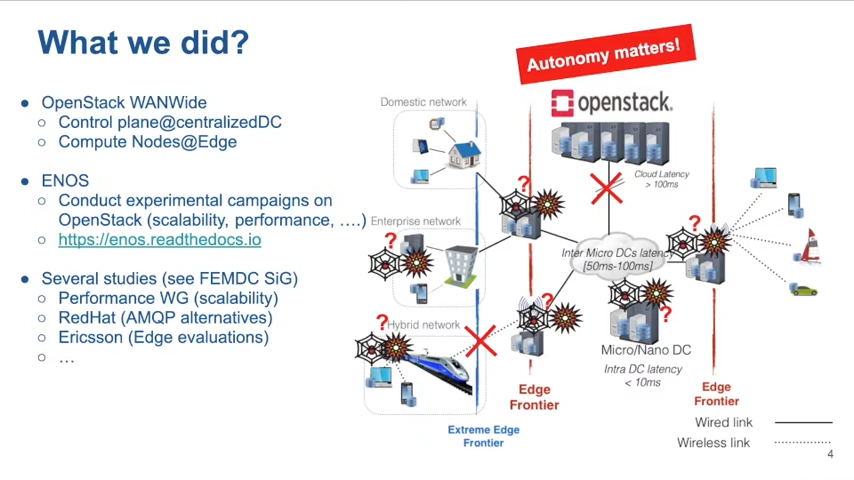 What we did?
Autonomy matters!
● OpenStack WANWide
○ Control plane@centralizedDC
○ Compute Nodes@Edge
● ENOS
○ Conduct experimental campaigns on
OpenStack (scalability, performance, ….)
○ https://enos.readthedocs.io
● Several studies (see FEMDC SiG)
○ Performance WG (scalability)
○ RedHat (AMQP alternatives)
○ Ericsson (Edge evaluations)
○ …
Domestic network
openstack.
Cloud Latency
> 100ms
?
Enterprise network
?
?
Inter Micro DCs latency
[50ms-100ms]
?
?
Hybrid network
?
Micro/Nano DC
Intra DC latency
< 10ms
Edge
Frontier
Edge
Frontier
Extreme Edge
Frontier
Wired link
Wireless link
4